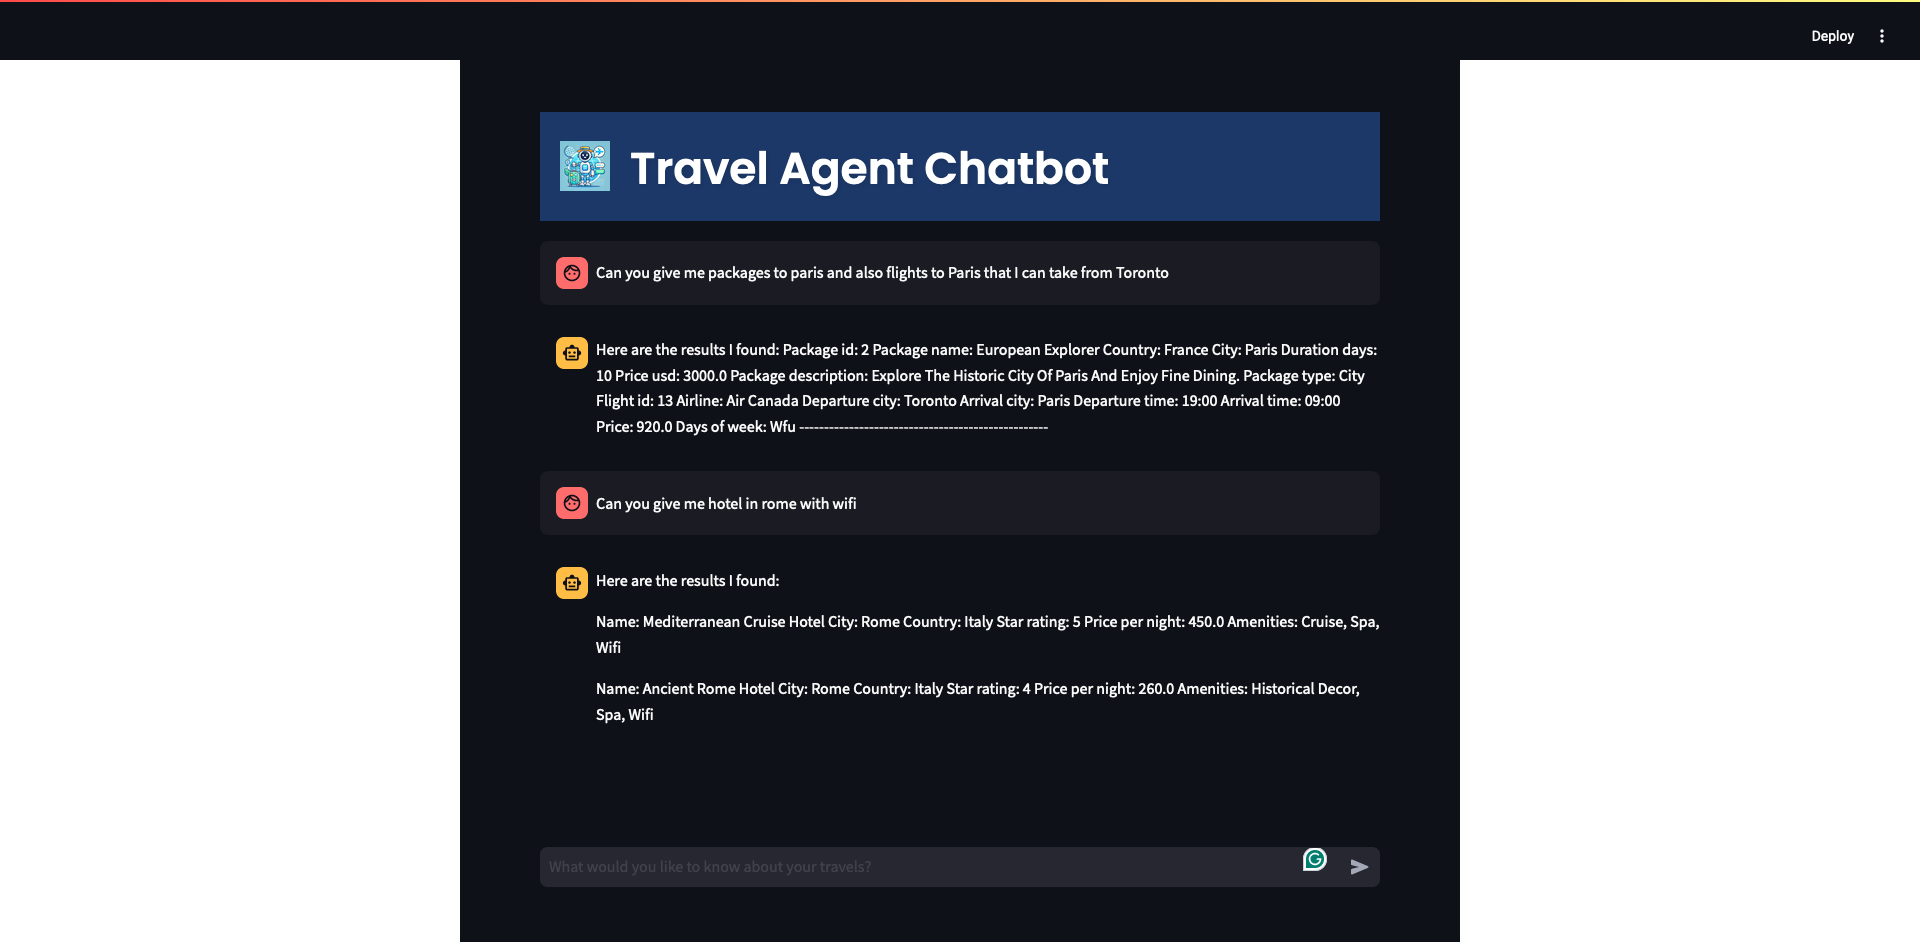 Deploy
Travel Agent Chatbot
Can you give me packages to paris and also flights to Paris that I can take from Toronto
Here are the results I found: Package id: 2 Package name: European Explorer Country: France City: Paris Duration days:
10 Price usd: 3000.0 Package description: Explore The Historic City Of Paris And Enjoy Fine Dining. Package type: City
Flight id: 13 Airline: Air Canada Departure city: Toronto Arrival city: Paris Departure time: 19:00 Arrival time: 09:00
Price: 920.0 Days of week: Wfu --------------------------------------------------
Can you give me hotel in rome with wifi
Here are the results I found:
Name: Mediterranean Cruise Hotel City: Rome Country: Italy Star rating: 5 Price per night: 450.0 Amenities: Cruise, Spa,
Wifi
Name: Ancient Rome Hotel City: Rome Country: Italy Star rating: 4 Price per night: 260.0 Amenities: Historical Decor,
Spa, Wifi
What would you like to know about your travels?